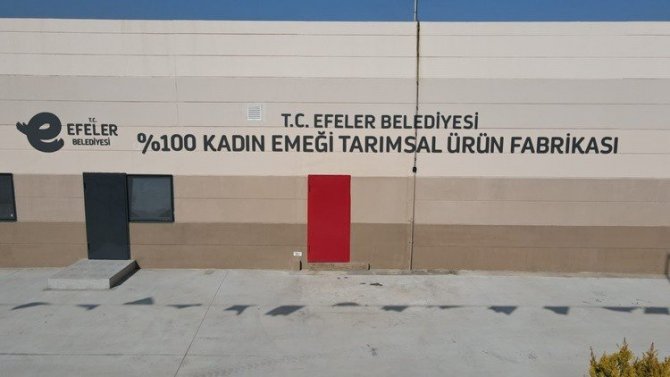 T.C.
EFELER
BELEDİYESİ
T.C. EFELER BELEDİYESİ
%100 KADIN EMEĞİ TARIMSAL ÜRÜN FABRİKASI